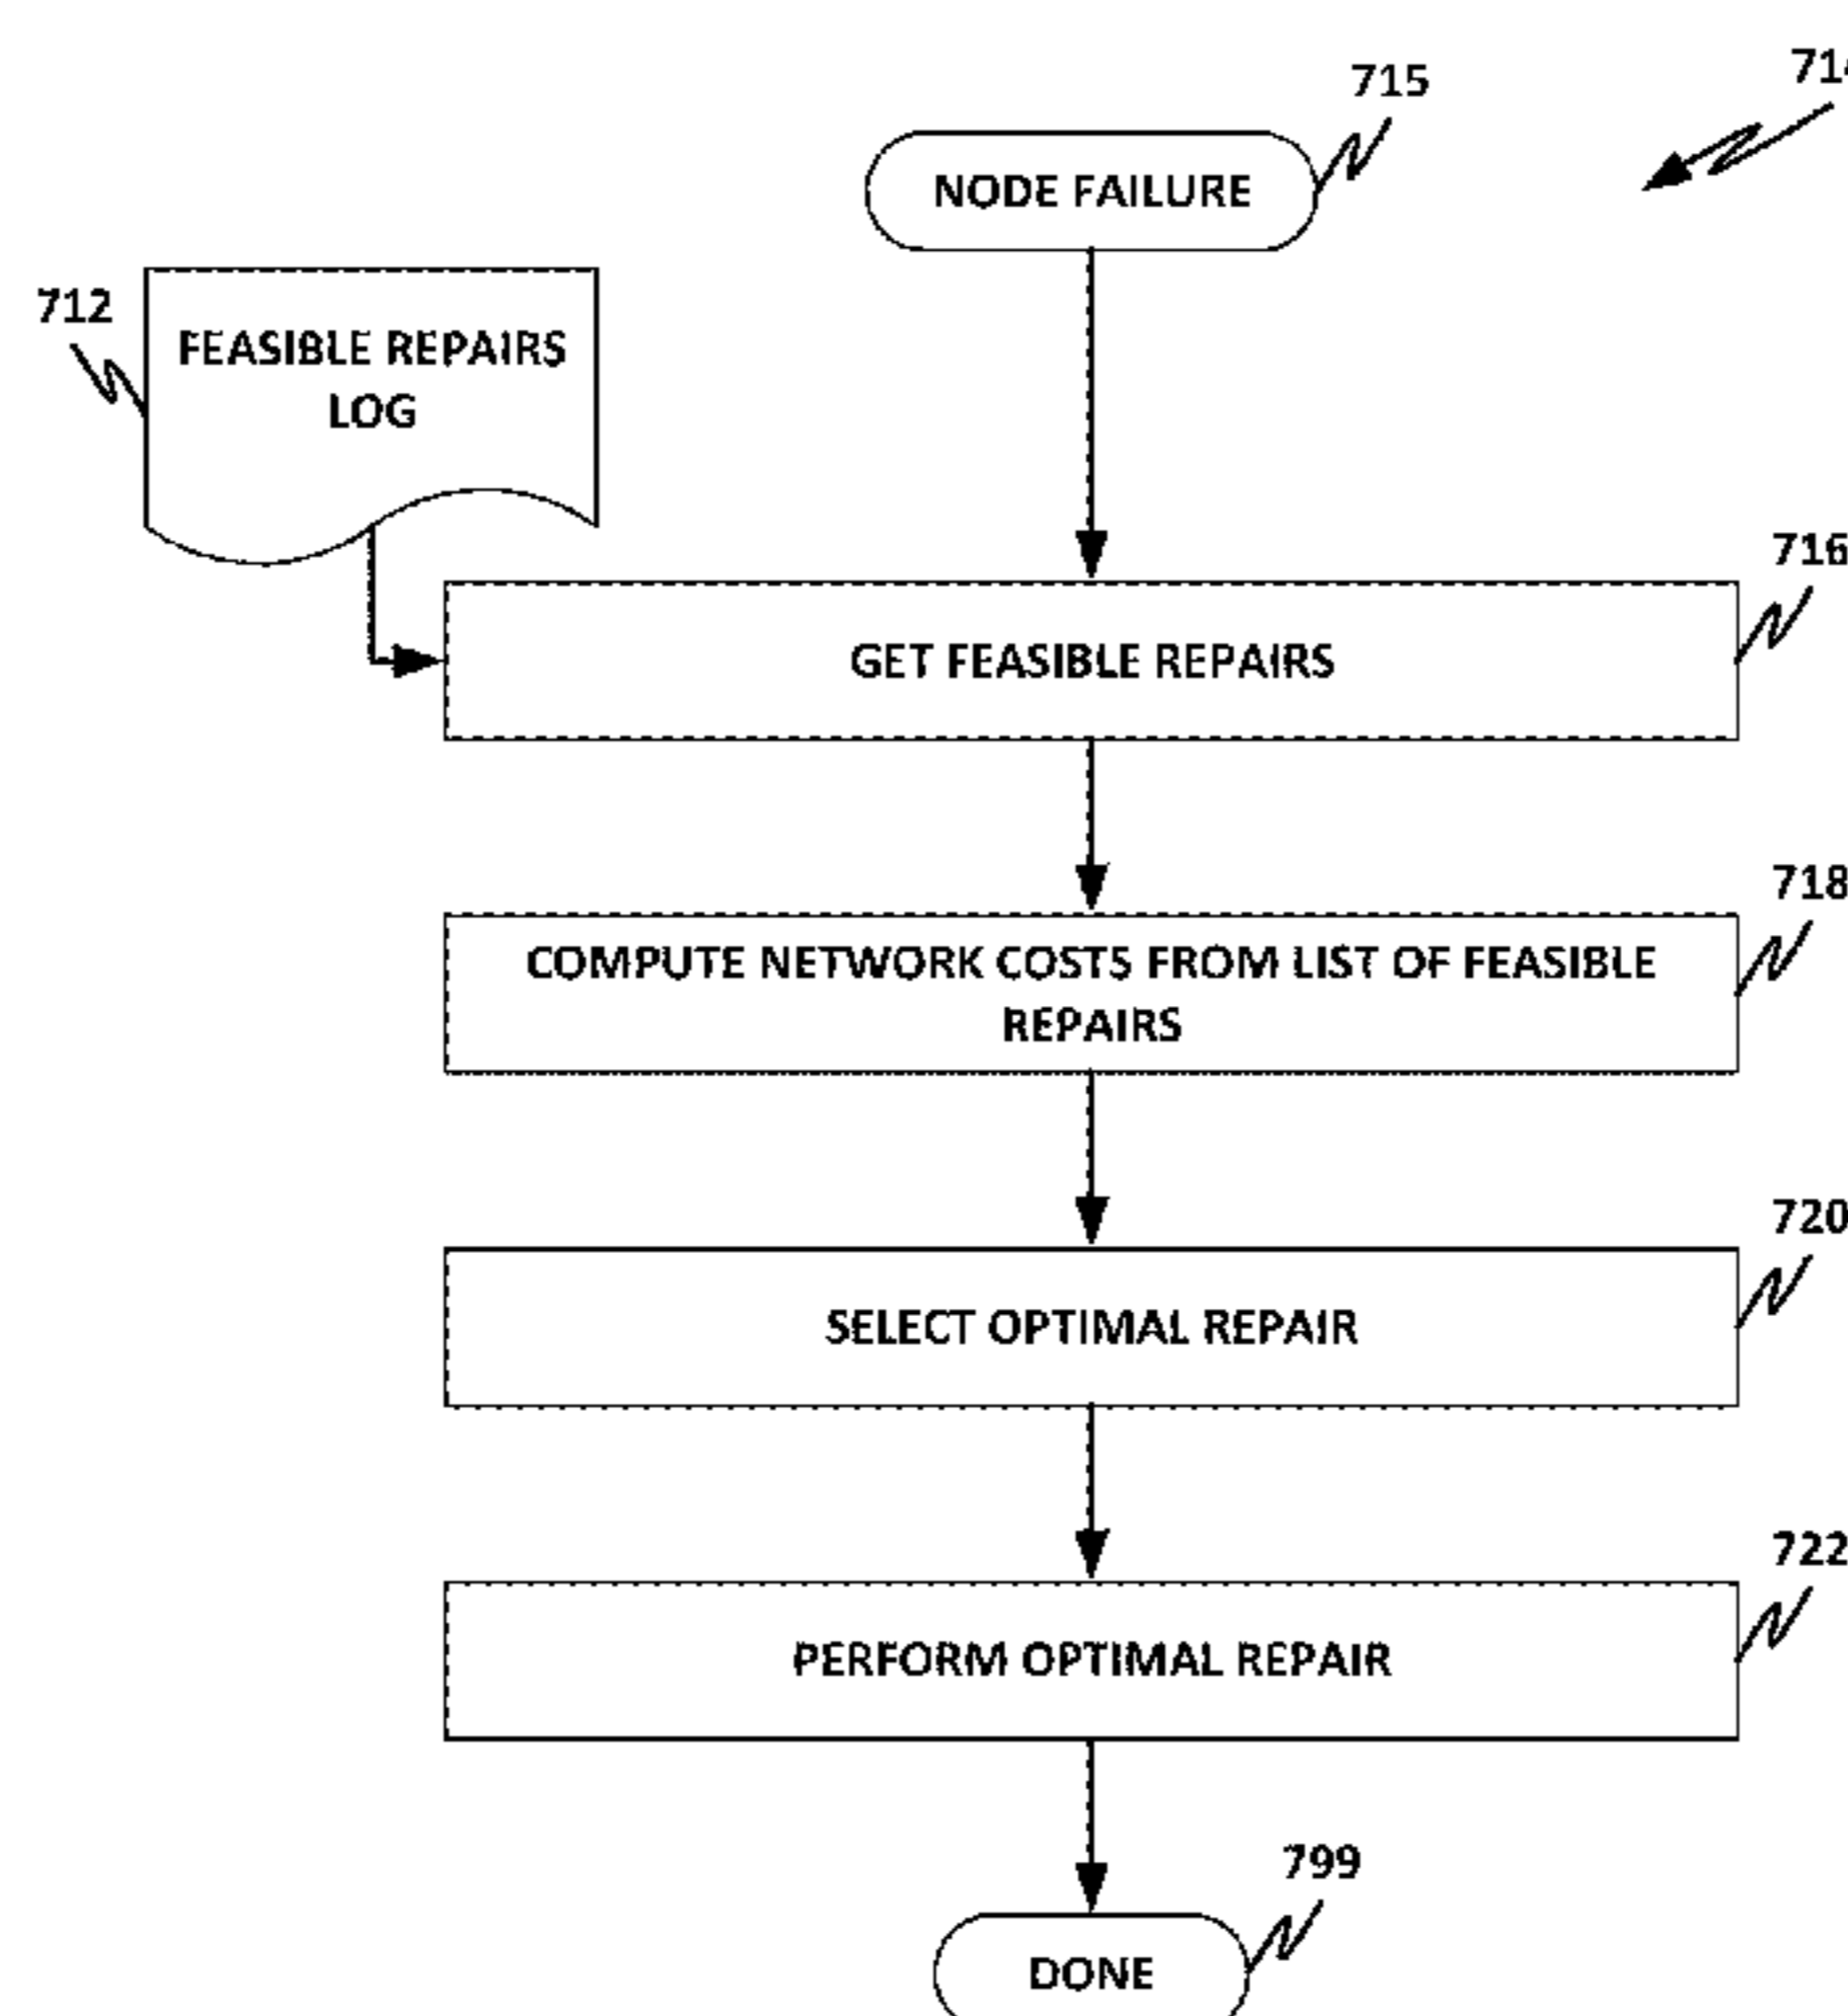 715
NODE FAILURE
712
FEASIBLE REPAIRS
LOG
716
GET FEASIBLE REPAIRS
718
COMPUTE NETWORK COSTS FROM LIST OF FEASIBLE
REPAIRS
720
SELECT OPTIMAL REPAIR
722
PERFORM OPTIMAL REPAIR
799
DONE